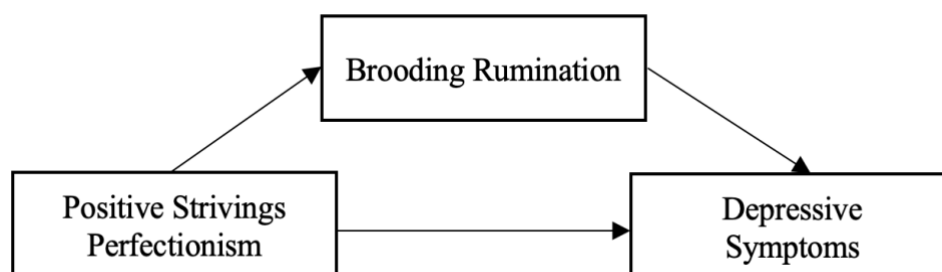 Brooding Rumination
Positive Strivings
Perfectionism
Depressive
Symptoms